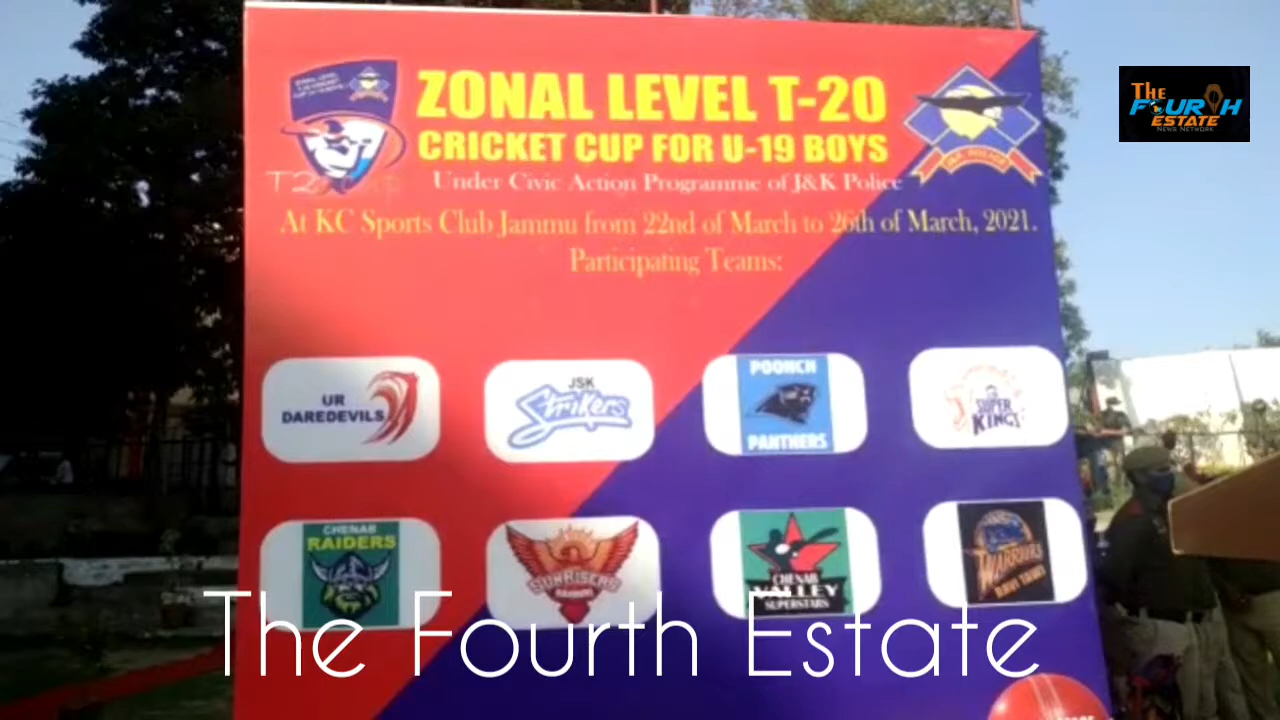 ZONAL LEVEL T-20
CRICKET CUP FOR U-19 BOYS
Under Civic Action Programme of J&K Police
At KC Sports Club Jammu from 22nd of March to 26th of March, 2021.
Participating Teams:
UR
DAREDEVILS
JSK
Strikers
POONCH
PANTHERS
SUPER
KINGS
CHENAB
RAIDERS
SUNRISERS
CHENAB
VALLEY
SUPERSTARS
WARRIORS
The Fourth Estate
THE
FOURTH
ESTATE
NEWS NETWORK